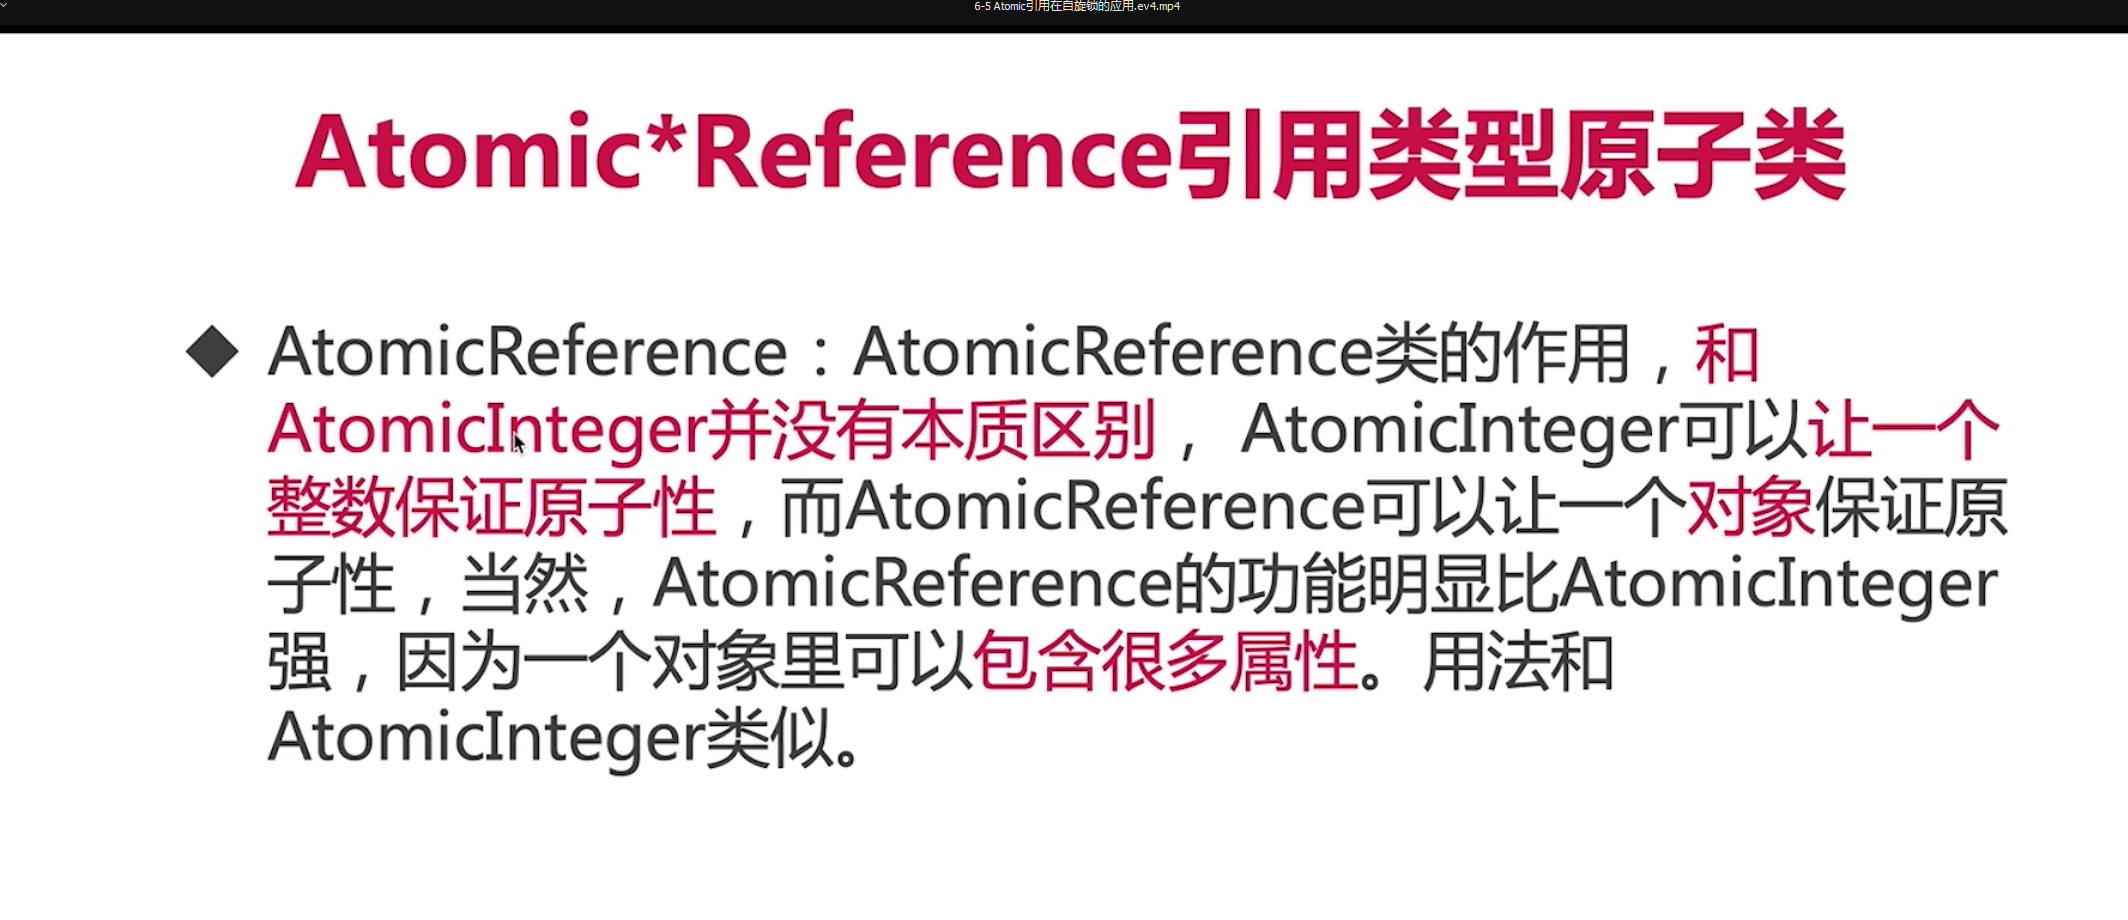 6-5 Atomic引用在自旋锁的应用.ev4.mp4
Atomic*Reference引用类型原子类
◆ AtomicReference：AtomicReference类的作用，和
AtomicInteger并没有本质区别， AtomicInteger可以让一个
整数保证原子性，而AtomicReference可以让一个对象保证原
子性，当然，AtomicReference的功能明显比AtomicInteger
强，因为一个对象里可以包含很多属性。用法和
AtomicInteger类似。